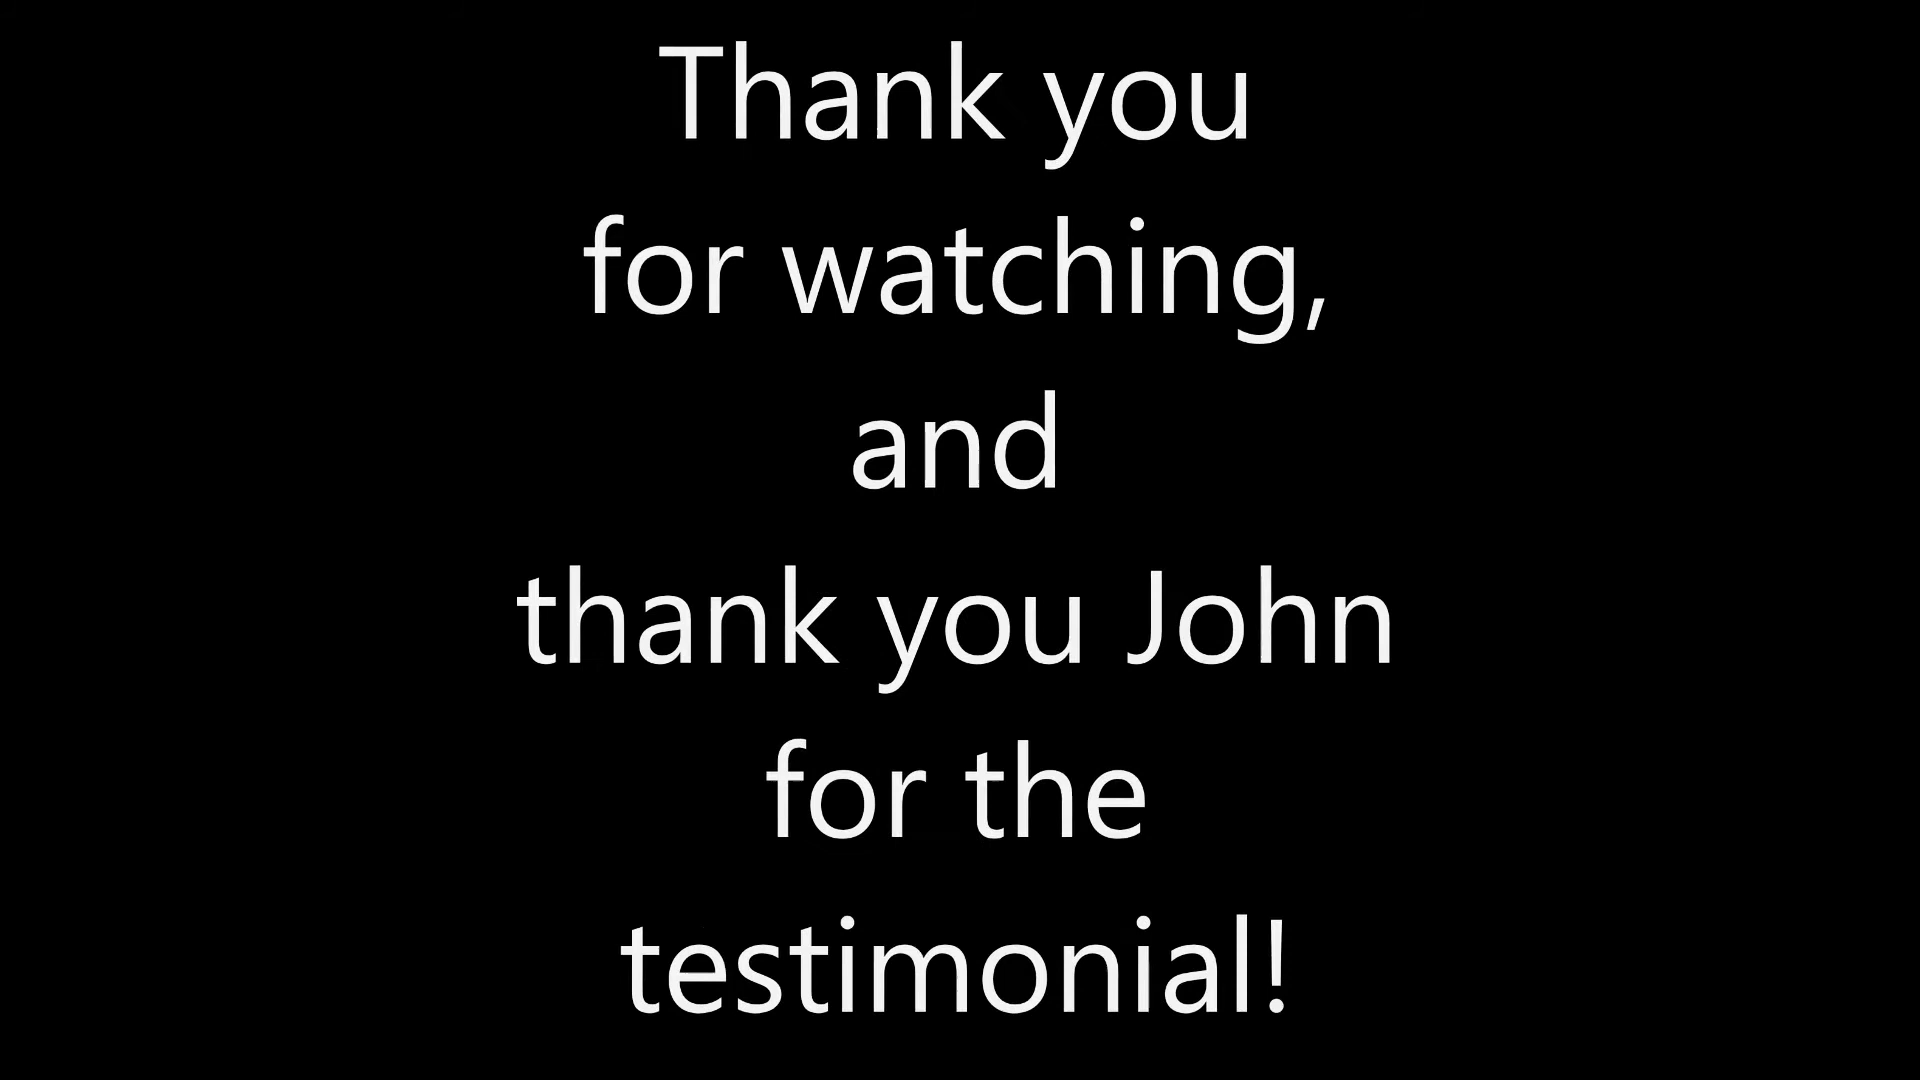 Thank you
for watching,
and
thank you John
for the
testimonial!